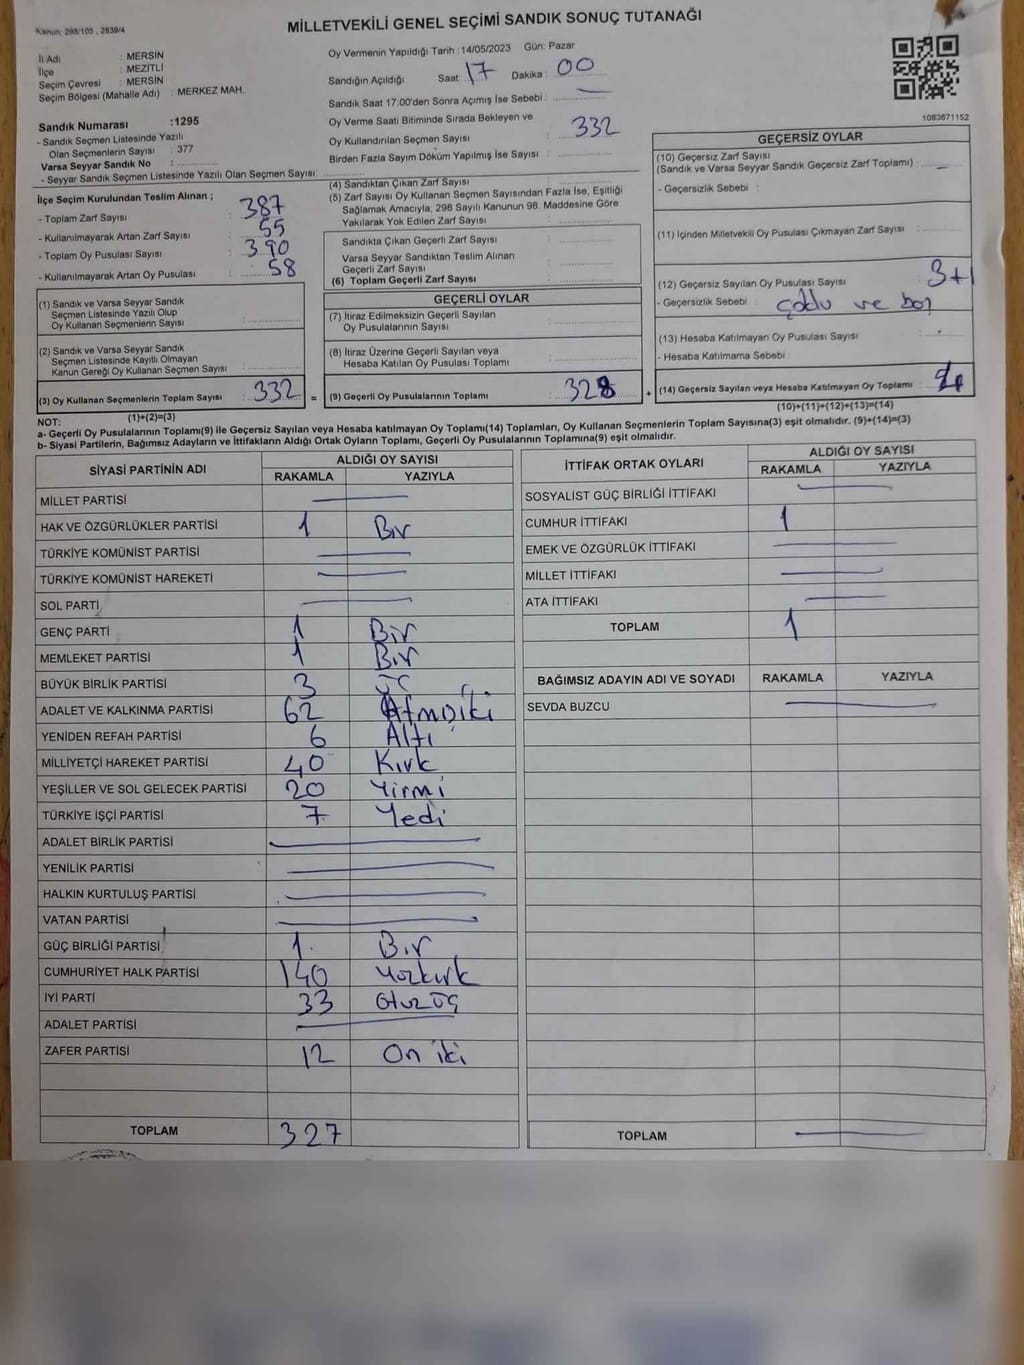 Kanun: 298/105, 2839/4
MİLLETVEKİLİ GENEL SEÇİMİ SANDIK SONUÇ TUTANAĞI
İl Adı : MERSİN
İlçe : MEZİTLİ
Seçim Çevresi : MERSİN
Seçim Bölgesi (Mahalle Adı) : MERKEZ MAH.
Oy Vermenin Yapıldığı Tarih : 14/05/2023 Gün: Pazar
Sandığın Açıldığı Saat : 17 Dakika : 00
Sandık Saat 17.00'den Sonra Açımış İse Sebebi : —
Oy Verme Saati Bitiminde Sırada Bekleyen ve
Oy Kullandırılan Seçmen Sayısı : 332
Birden Fazla Sayım Döküm Yapılmış İse Sayısı :
1083671152
Sandık Numarası :1295
- Sandık Seçmen Listesinde Yazılı
Olan Seçmenlerin Sayısı : 377
Varsa Seyyar Sandık No :
- Seyyar Sandık Seçmen Listesinde Yazılı Olan Seçmen Sayısı:
İlçe Seçim Kurulundan Teslim Alınan ;
- Toplam Zarf Sayısı : 387
- Kullanılmayarak Artan Zarf Sayısı : 55
- Toplam Oy Pusulası Sayısı : 390
- Kullanılmayarak Artan Oy Pusulası : 58
(1) Sandık ve Varsa Seyyar Sandık
Seçmen Listesinde Yazılı Olup
Oy Kullanan Seçmenlerin Sayısı :
(2) Sandık ve Varsa Seyyar Sandık
Seçmen Listesinde Kayıtlı Olmayan
Kanun Gereği Oy Kullanan Seçmen Sayısı :
(3) Oy Kullanan Seçmenlerin Toplam Sayısı : 332 =
(1)+(2)=(3)
(4) Sandıktan Çıkan Zarf Sayısı :
(5) Zarf Sayısı Oy Kullanan Seçmen Sayısından Fazla İse, Eşitliği
Sağlamak Amacıyla, 298 Sayılı Kanunun 98. Maddesine Göre
Yakılarak Yok Edilen Zarf Sayısı :
Sandıkta Çıkan Geçerli Zarf Sayısı :
Varsa Seyyar Sandıktan Teslim Alınan
Geçerli Zarf Sayısı :
(6) Toplam Geçerli Zarf Sayısı :
GEÇERLİ OYLAR
(7) İtiraz Edilmeksizin Geçerli Sayılan
Oy Pusulalarının Sayısı :
(8) İtiraz Üzerine Geçerli Sayılan veya
Hesaba Katılan Oy Pusulası Toplamı :
(9) Geçerli Oy Pusulalarının Toplamı : 328 +
GEÇERSİZ OYLAR
(10) Geçersiz Zarf Sayısı
(Sandık ve Varsa Seyyar Sandık Geçersiz Zarf Toplamı) : —
- Geçersizlik Sebebi :
(11) İçinden Milletvekili Oy Pusulası Çıkmayan Zarf Sayısı :
(12) Geçersiz Sayılan Oy Pusulası Sayısı : 3+1
- Geçersizlik Sebebi : ve boş
(13) Hesaba Katılmayan Oy Pusulası Sayısı :
- Hesaba Katılmama Sebebi :
(14) Geçersiz Sayılan veya Hesaba Katılmayan Oy Toplamı : 4
(10)+(11)+(12)+(13)=(14)
NOT:
a- Geçerli Oy Pusulalarının Toplamı(9) ile Geçersiz Sayılan veya Hesaba katılmayan Oy Toplamı(14) Toplamları, Oy Kullanan Seçmenlerin Toplam Sayısına(3) eşit olmalıdır. (9)+(14)=(3)
b- Siyasi Partilerin, Bağımsız Adayların ve İttifakların Aldığı Ortak Oyların Toplamı, Geçerli Oy Pusulalarının Toplamına(9) eşit olmalıdır.
SİYASİ PARTİNİN ADI ALDIĞI OY SAYISI
RAKAMLA YAZIYLA
MİLLET PARTİSİ —
HAK VE ÖZGÜRLÜKLER PARTİSİ 1 Bir
TÜRKİYE KOMÜNİST PARTİSİ —
TÜRKİYE KOMÜNİST HAREKETİ —
SOL PARTİ —
GENÇ PARTİ 1 Bir
MEMLEKET PARTİSİ 1 Bir
BÜYÜK BİRLİK PARTİSİ 3 Üç
ADALET VE KALKINMA PARTİSİ 62 Atmışiki
YENİDEN REFAH PARTİSİ 6 Altı
MİLLİYETÇİ HAREKET PARTİSİ 40 Kırk
YEŞİLLER VE SOL GELECEK PARTİSİ 20 Yirmi
TÜRKİYE İŞÇİ PARTİSİ 7 Yedi
ADALET BİRLİK PARTİSİ —
YENİLİK PARTİSİ —
HALKIN KURTULUŞ PARTİSİ —
VATAN PARTİSİ —
GÜÇ BİRLİĞİ PARTİSİ 1. Bir
CUMHURİYET HALK PARTİSİ 140 Yüzkırk
İYİ PARTİ 33 Otuzüç
ADALET PARTİSİ —
ZAFER PARTİSİ 12 On iki
TOPLAM 327
İTTİFAK ORTAK OYLARI ALDIĞI OY SAYISI
RAKAMLA YAZIYLA
SOSYALİST GÜÇ BİRLİĞİ İTTİFAKI —
CUMHUR İTTİFAKI 1
EMEK VE ÖZGÜRLÜK İTTİFAKI —
MİLLET İTTİFAKI —
ATA İTTİFAKI —
TOPLAM 1
BAĞIMSIZ ADAYIN ADI VE SOYADI RAKAMLA YAZIYLA
SEVDA BUZCU —
TOPLAM —